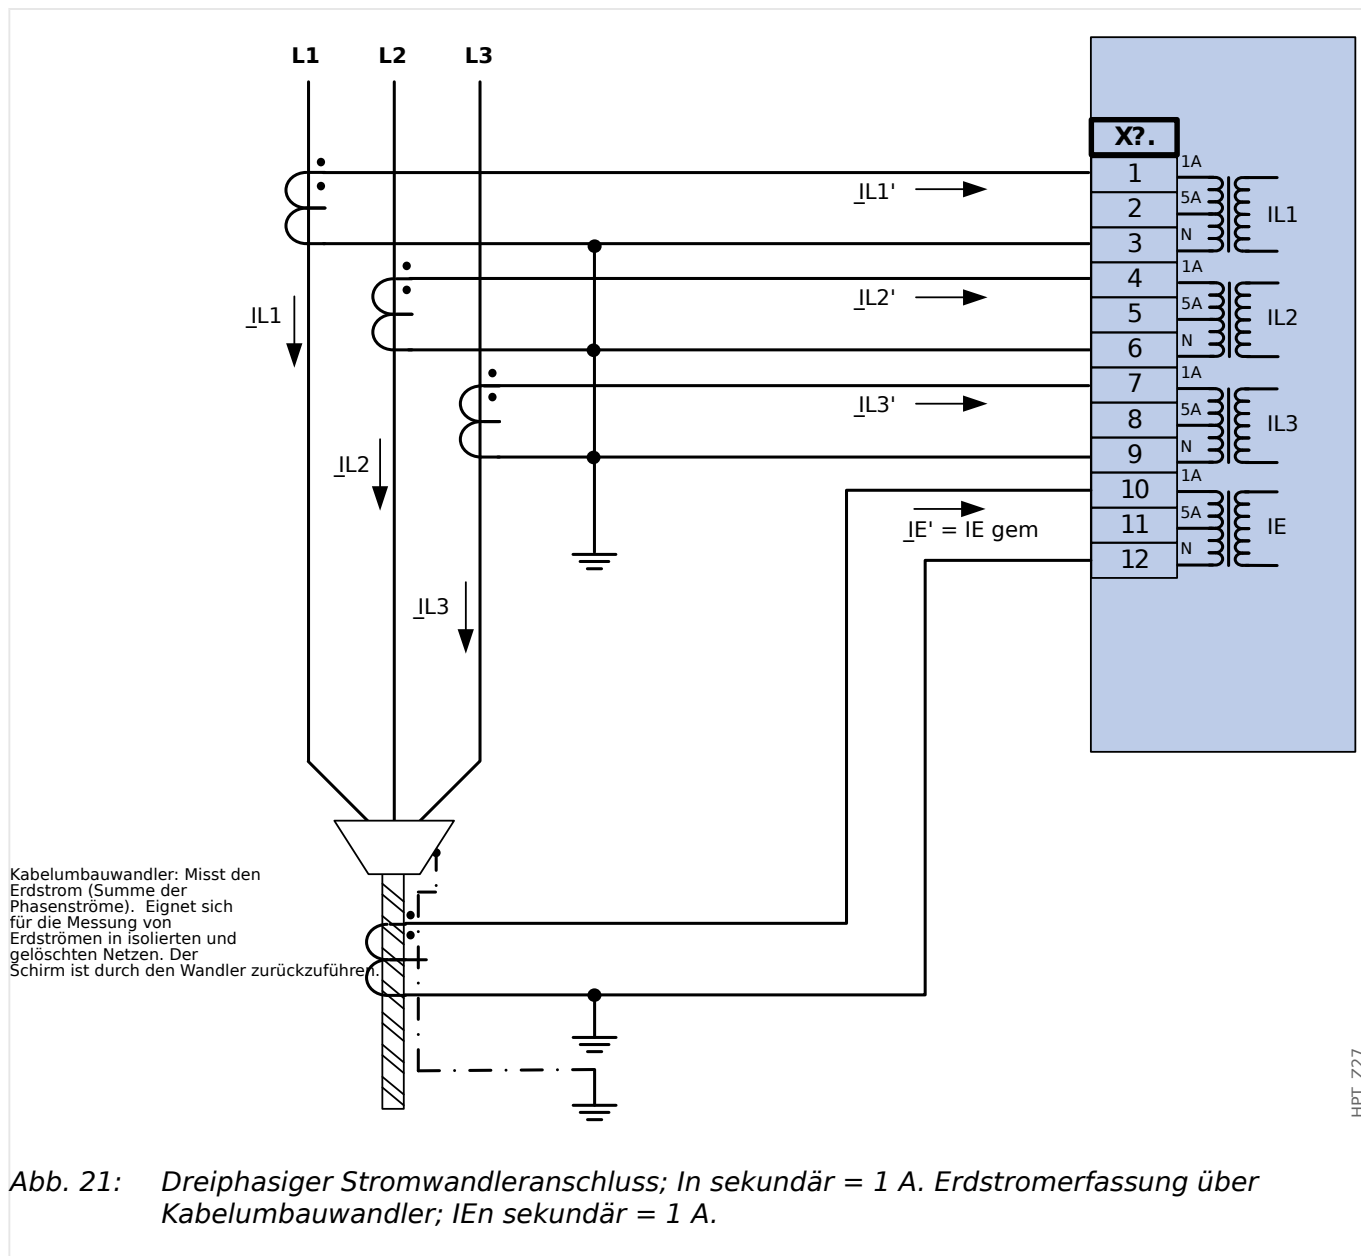 L1 L2 L3
X?.
1 1A
2 5A
3 N
IL1
_IL1'
4 1A
5 5A
6 N
IL2
_IL2'
_IL1
7 1A
8 5A
9 N
IL3
_IL3'
_IL2
10 1A
11 5A
12 N
IE
_IE' = IE gem
_IL3
Kabelumbauwandler: Misst den
Erdstrom (Summe der
Phasenströme). Eignet sich
für die Messung von
Erdströmen in isolierten und
gelöschten Netzen. Der
Schirm ist durch den Wandler zurückzuführen.
HPT_Z27
Abb. 21: Dreiphasiger Stromwandleranschluss; In sekundär = 1 A. Erdstromerfassung über
Kabelumbauwandler; IEn sekundär = 1 A.